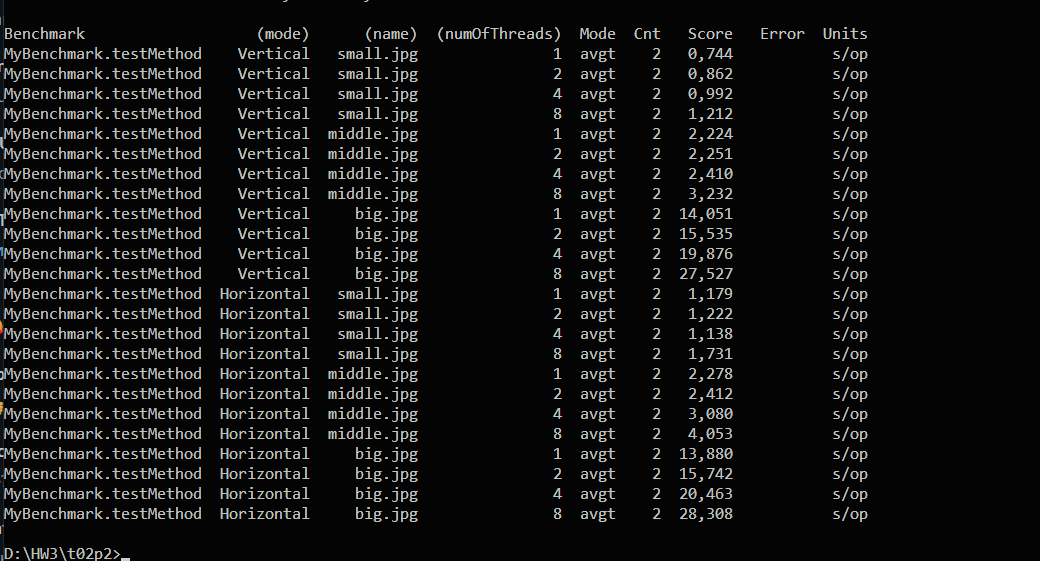 Benchmark (mode) (name) (numOfThreads) Mode Cnt Score Error Units
MyBenchmark.testMethod Vertical small.jpg 1 avgt 2 0,744 s/op
MyBenchmark.testMethod Vertical small.jpg 2 avgt 2 0,862 s/op
MyBenchmark.testMethod Vertical small.jpg 4 avgt 2 0,992 s/op
MyBenchmark.testMethod Vertical small.jpg 8 avgt 2 1,212 s/op
MyBenchmark.testMethod Vertical middle.jpg 1 avgt 2 2,224 s/op
MyBenchmark.testMethod Vertical middle.jpg 2 avgt 2 2,251 s/op
MyBenchmark.testMethod Vertical middle.jpg 4 avgt 2 2,410 s/op
MyBenchmark.testMethod Vertical middle.jpg 8 avgt 2 3,232 s/op
MyBenchmark.testMethod Vertical big.jpg 1 avgt 2 14,051 s/op
MyBenchmark.testMethod Vertical big.jpg 2 avgt 2 15,535 s/op
MyBenchmark.testMethod Vertical big.jpg 4 avgt 2 19,876 s/op
MyBenchmark.testMethod Vertical big.jpg 8 avgt 2 27,527 s/op
MyBenchmark.testMethod Horizontal small.jpg 1 avgt 2 1,179 s/op
MyBenchmark.testMethod Horizontal small.jpg 2 avgt 2 1,222 s/op
MyBenchmark.testMethod Horizontal small.jpg 4 avgt 2 1,138 s/op
MyBenchmark.testMethod Horizontal small.jpg 8 avgt 2 1,731 s/op
MyBenchmark.testMethod Horizontal middle.jpg 1 avgt 2 2,278 s/op
MyBenchmark.testMethod Horizontal middle.jpg 2 avgt 2 2,412 s/op
MyBenchmark.testMethod Horizontal middle.jpg 4 avgt 2 3,080 s/op
MyBenchmark.testMethod Horizontal middle.jpg 8 avgt 2 4,053 s/op
MyBenchmark.testMethod Horizontal big.jpg 1 avgt 2 13,880 s/op
MyBenchmark.testMethod Horizontal big.jpg 2 avgt 2 15,742 s/op
MyBenchmark.testMethod Horizontal big.jpg 4 avgt 2 20,463 s/op
MyBenchmark.testMethod Horizontal big.jpg 8 avgt 2 28,308 s/op
D:\HW3\t02p2>